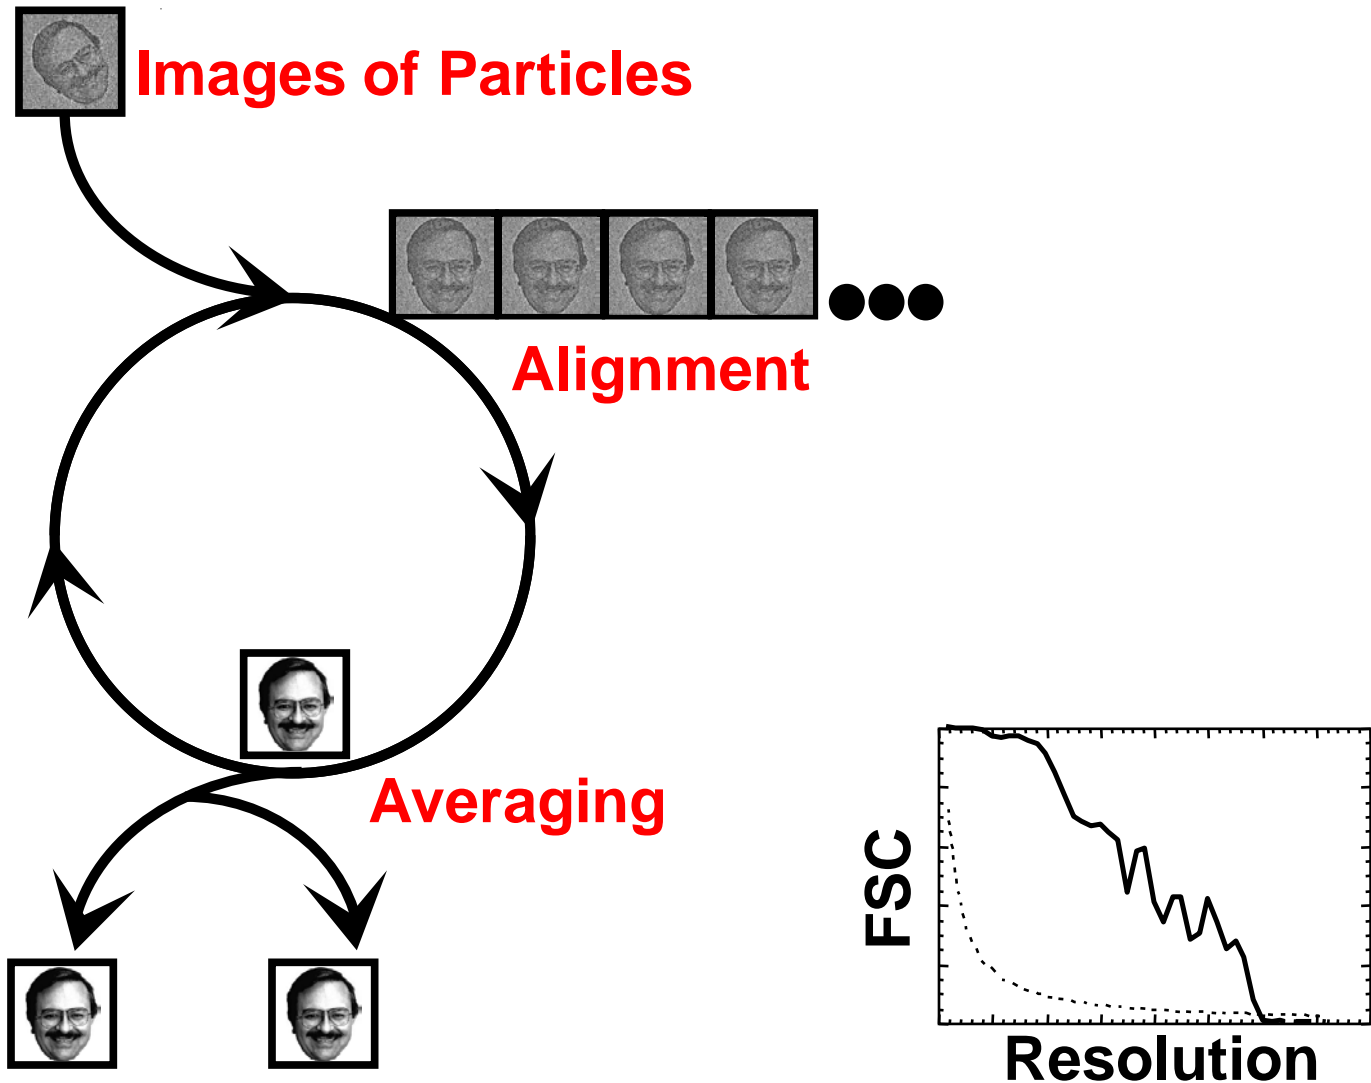 Images of Particles
Alignment
Averaging
FSC
Resolution